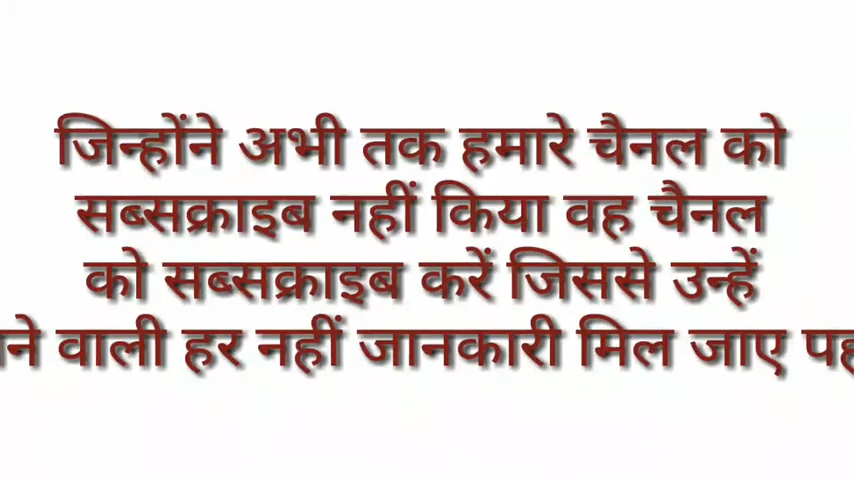 जिन्होंने अभी तक हमारे चैनल को
सब्सक्राइब नहीं किया वह चैनल
को सब्सक्राइब करें जिससे उन्हें
वाली हर नहीं जानकारी मिल जाए